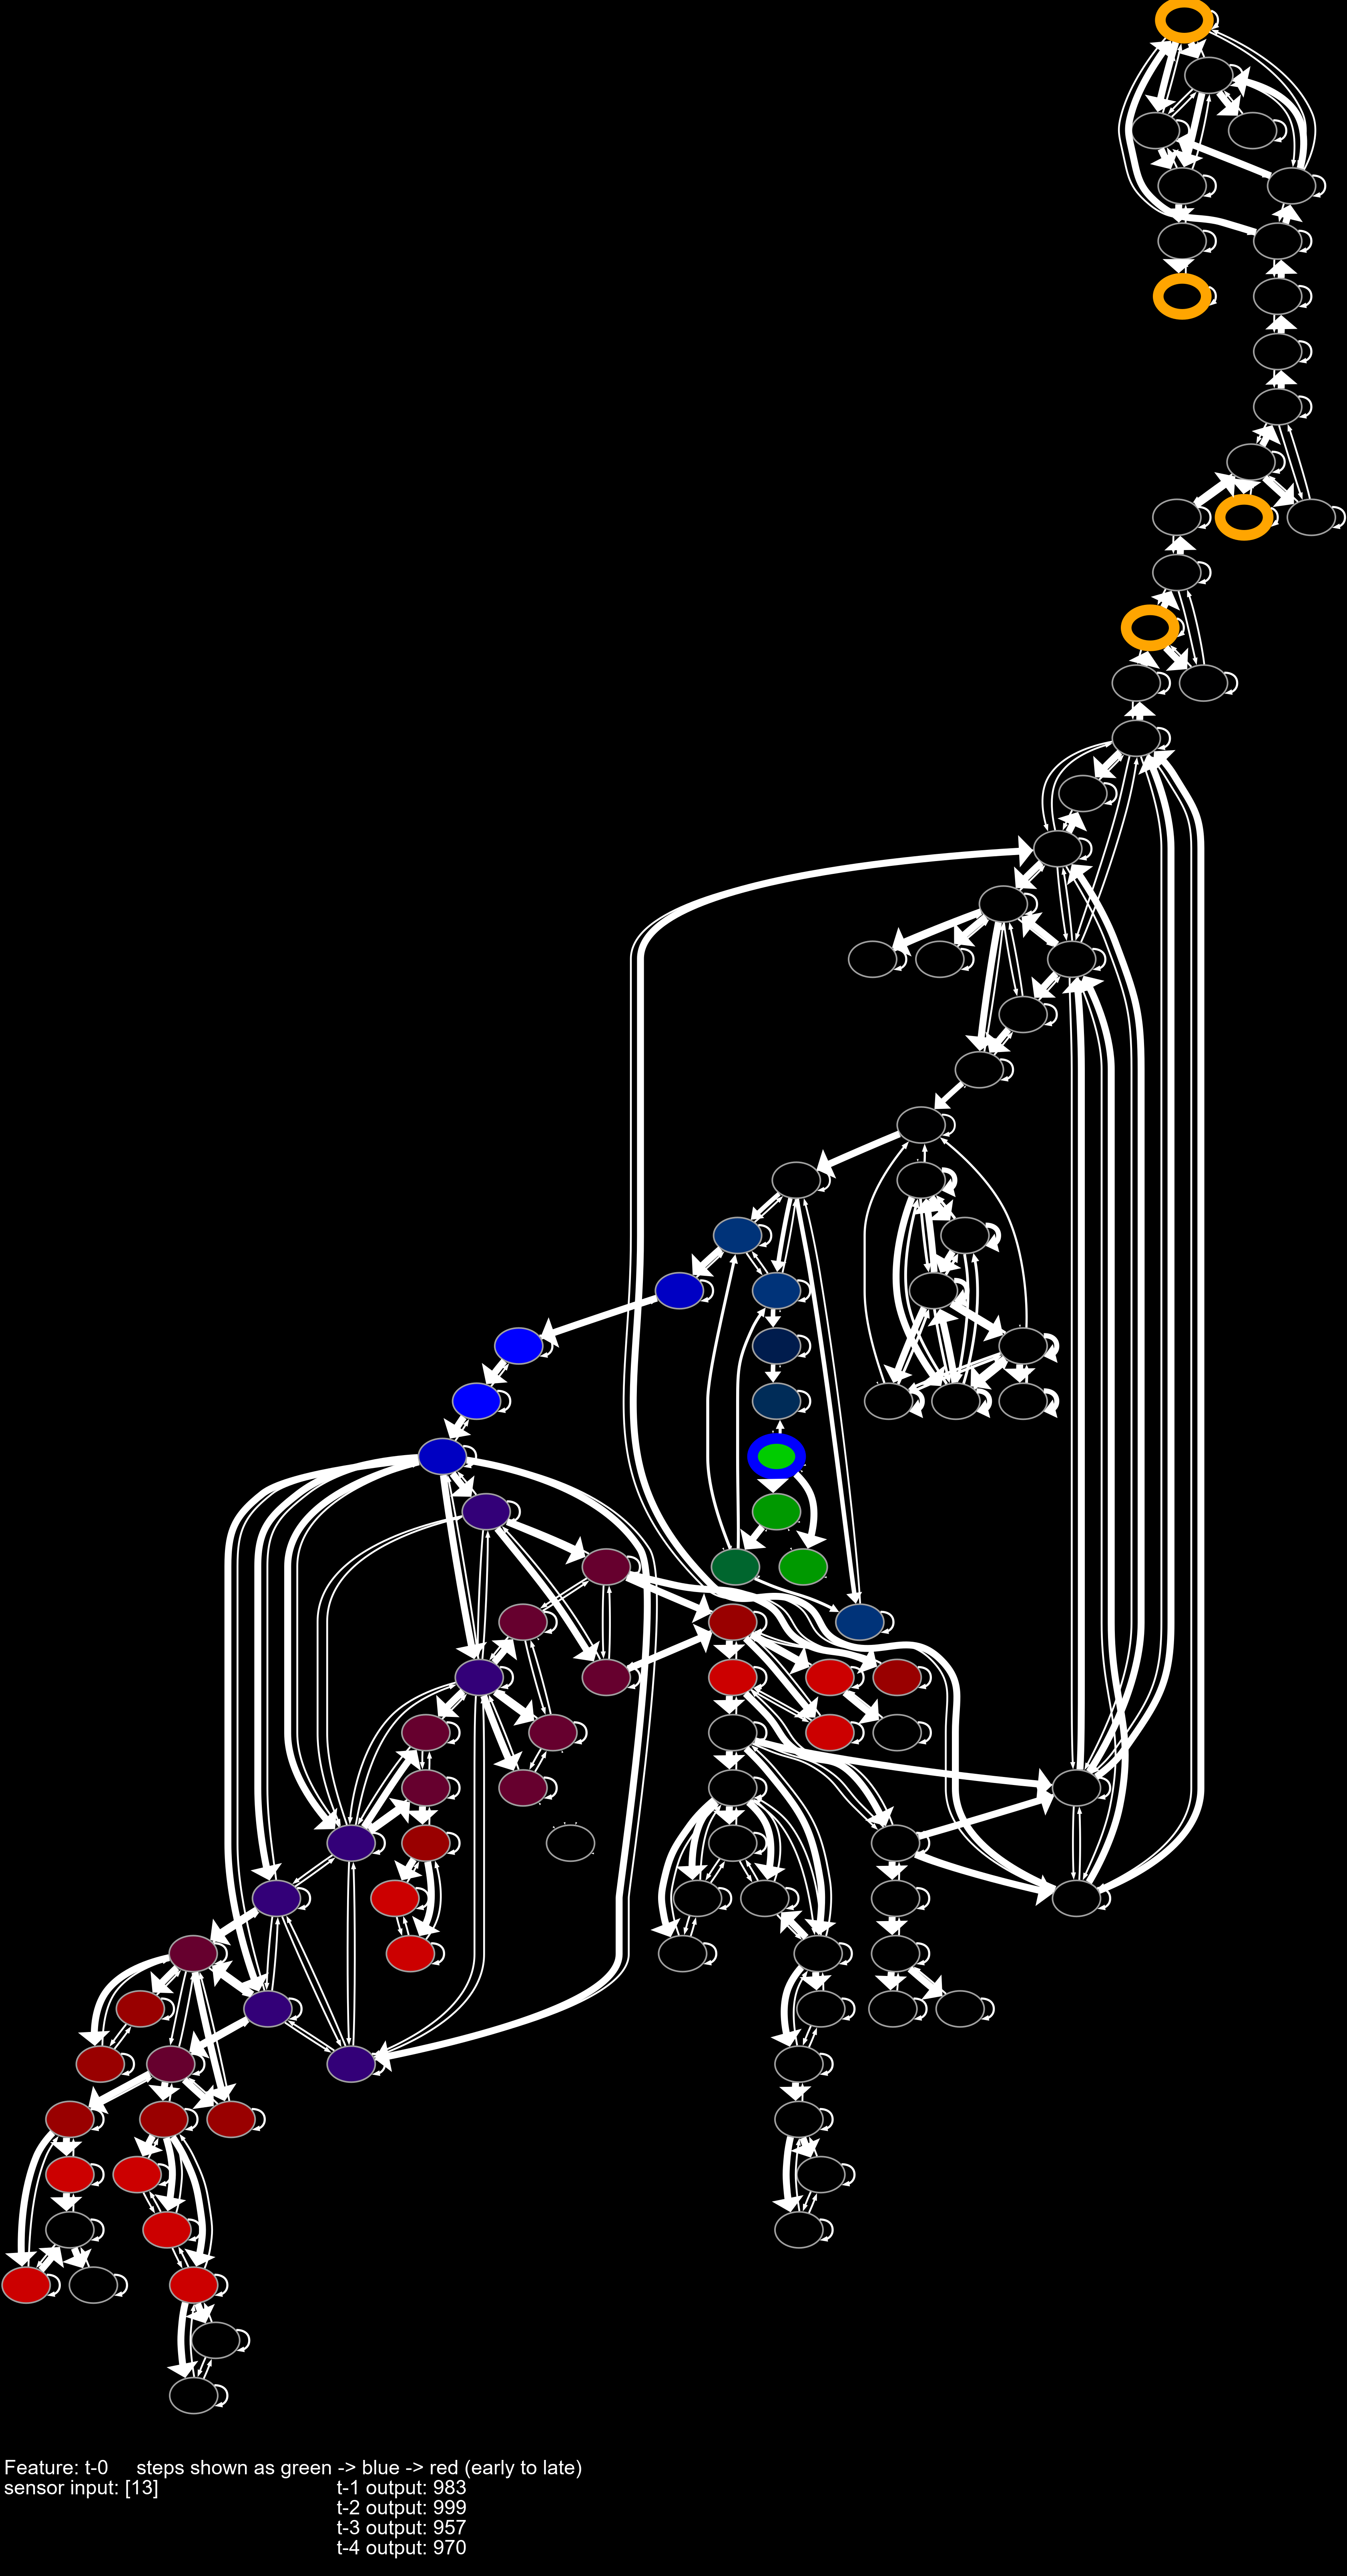 Feature: t-0 steps shown as green -> blue -> red (early to late)
sensor input: [13] t-1 output: 983
t-2 output: 999
t-3 output: 957
t-4 output: 970